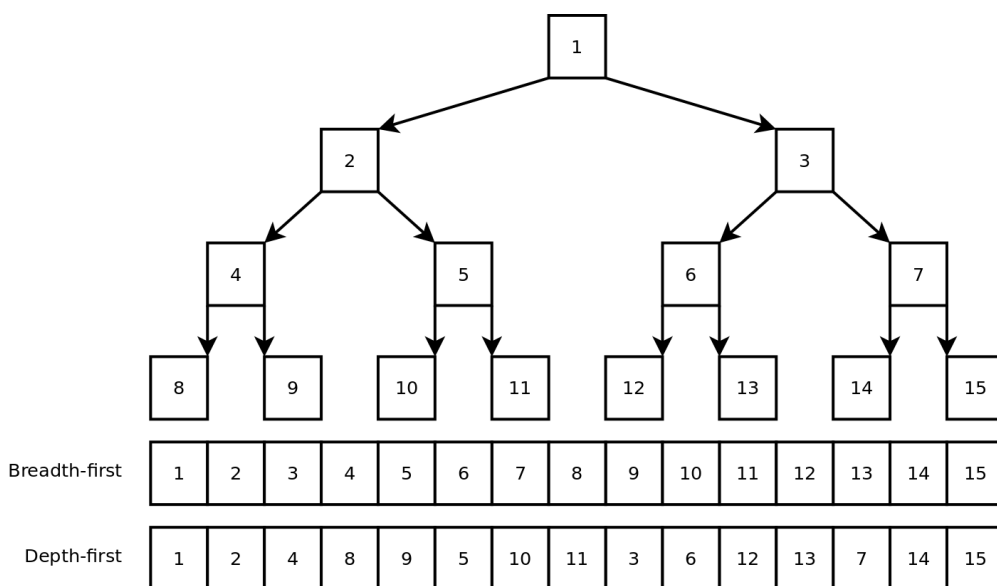 1
2 3
4 5 6 7
8 9 10 11 12 13 14 15
Breadth-first 1 2 3 4 5 6 7 8 9 10 11 12 13 14 15
Depth-first 1 2 4 8 9 5 10 11 3 6 12 13 7 14 15